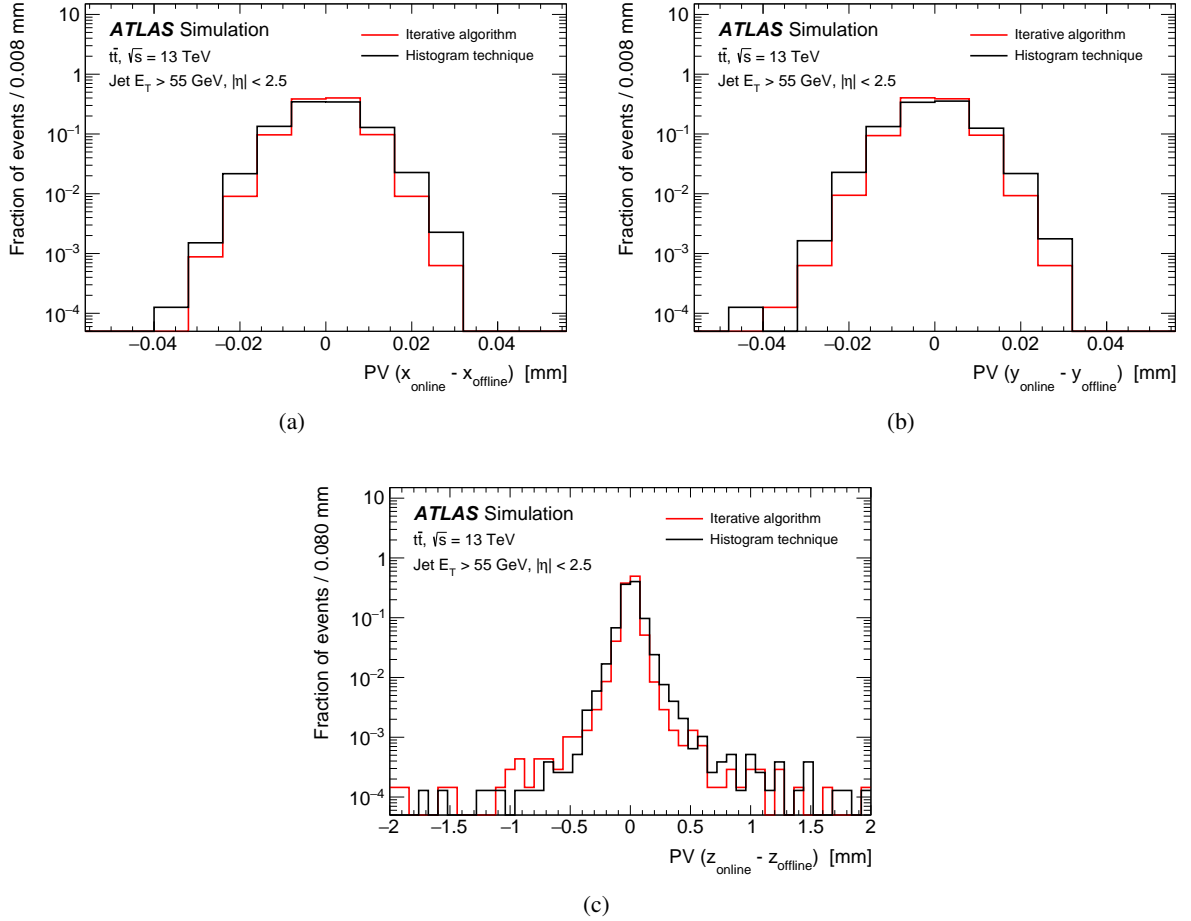 Fraction of events / 0.008 mm
ATLAS Simulation
tt̄, √s = 13 TeV
Jet E_T > 55 GeV, |η| < 2.5
Iterative algorithm
Histogram technique
10
1
10⁻¹
10⁻²
10⁻³
10⁻⁴
−0.04 −0.02 0 0.02 0.04
PV (x_online - x_offline) [mm]
(a)
Fraction of events / 0.008 mm
ATLAS Simulation
tt̄, √s = 13 TeV
Jet E_T > 55 GeV, |η| < 2.5
Iterative algorithm
Histogram technique
10
1
10⁻¹
10⁻²
10⁻³
10⁻⁴
−0.04 −0.02 0 0.02 0.04
PV (y_online - y_offline) [mm]
(b)
Fraction of events / 0.080 mm
ATLAS Simulation
tt̄, √s = 13 TeV
Jet E_T > 55 GeV, |η| < 2.5
Iterative algorithm
Histogram technique
10
1
10⁻¹
10⁻²
10⁻³
10⁻⁴
−2 −1.5 −1 −0.5 0 0.5 1 1.5 2
PV (z_online - z_offline) [mm]
(c)